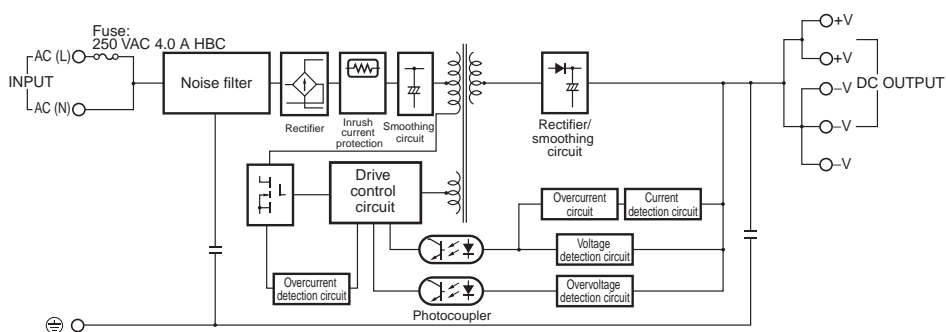 Fuse:
250 VAC 4.0 A HBC
AC (L)
INPUT
AC (N)
Noise filter
Rectifier
Inrush
current
protection
Smoothing
circuit
Rectifier/
smoothing
circuit
+V
+V
DC OUTPUT
–V
–V
–V
Drive
control
circuit
Overcurrent
circuit
Current
detection circuit
Voltage
detection circuit
Overcurrent
detection circuit
Overvoltage
detection circuit
Photocoupler